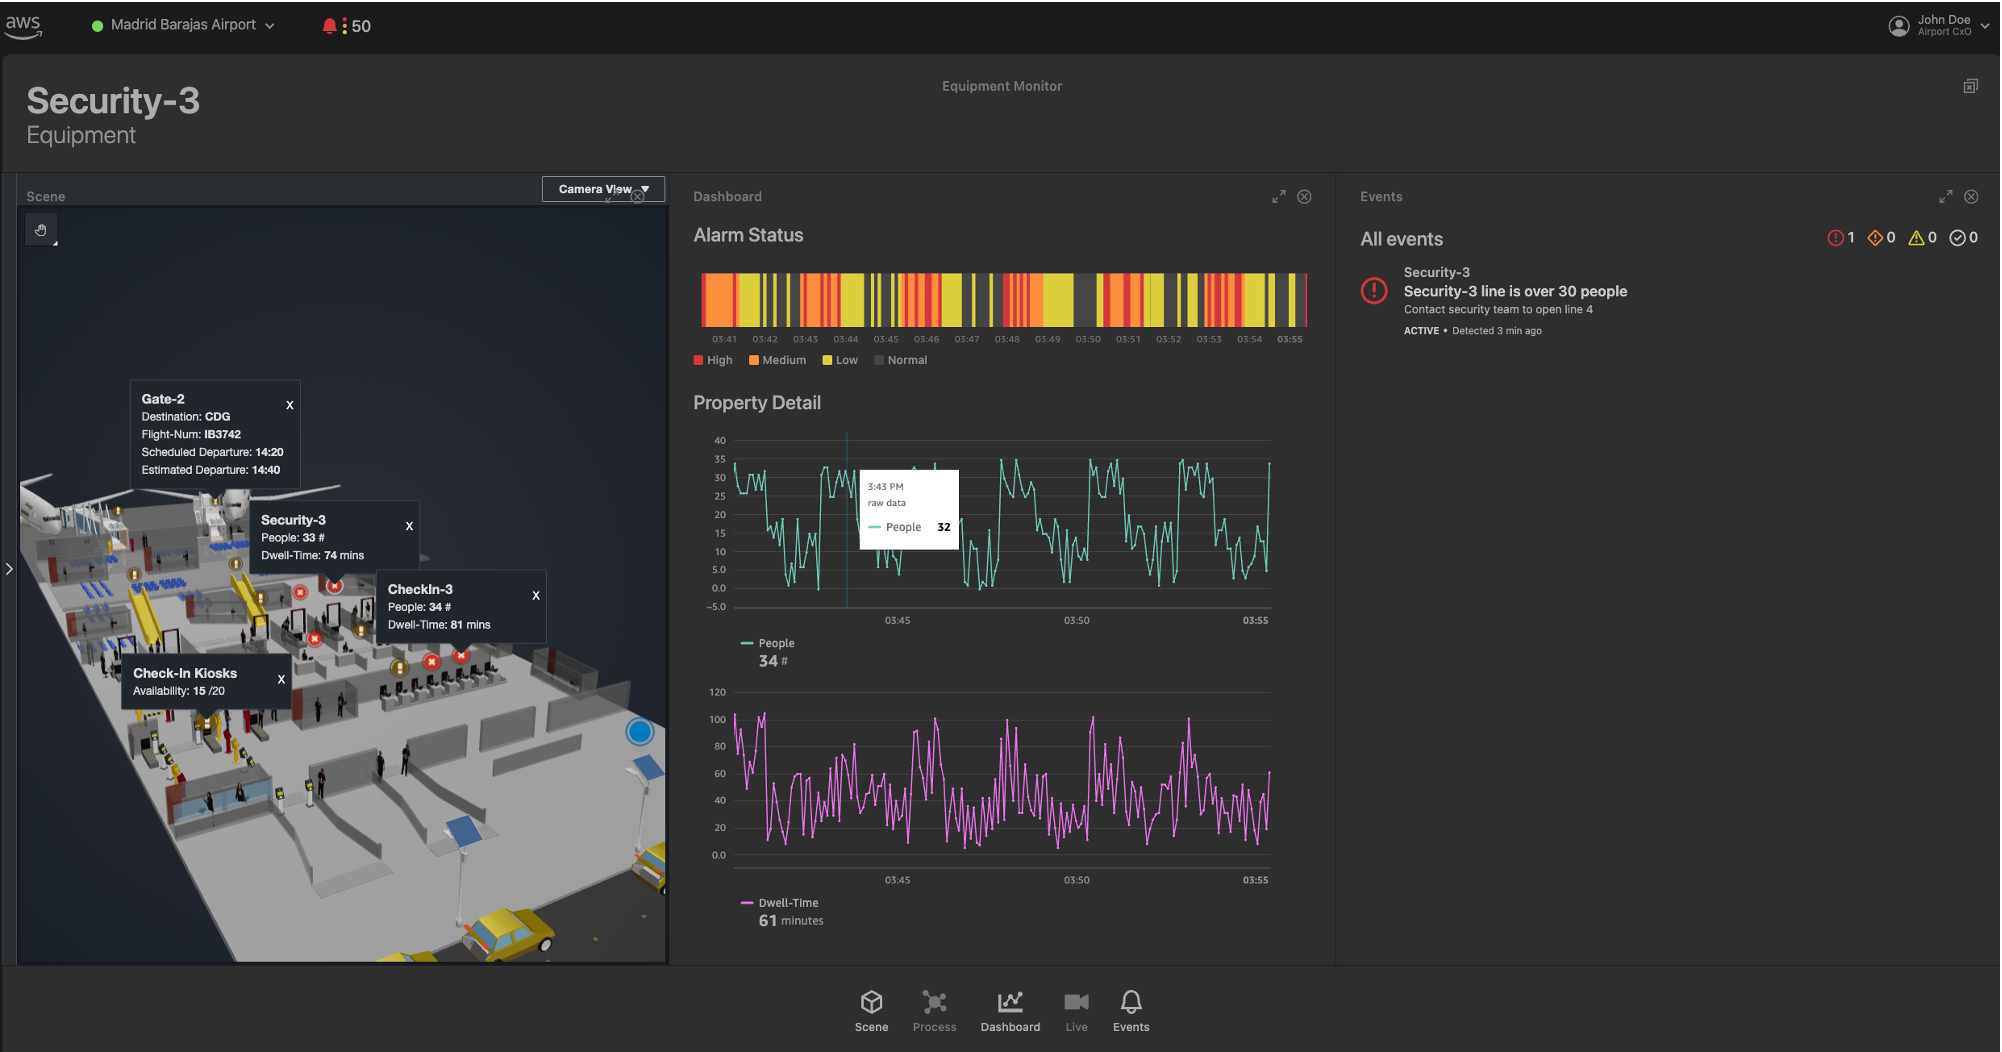 aws
Madrid Barajas Airport
50
John Doe
Airport CxO
Security-3
Equipment
Equipment Monitor
Scene
Camera View
Gate-2
X
Destination: CDG
Flight-Num: IB3742
Scheduled Departure: 14:20
Estimated Departure: 14:40
Security-3
X
People: 33 #
Dwell-Time: 74 mins
CheckIn-3
X
People: 34 #
Dwell-Time: 81 mins
Check-In Kiosks
X
Availability: 15 /20
Dashboard
Alarm Status
03:41 03:42 03:43 03:44 03:45 03:46 03:47 03:48 03:49 03:50 03:51 03:52 03:53 03:54 03:55
High Medium Low Normal
Property Detail
40
35
30
25
20
15
10
5.0
0.0
−5.0
3:43 PM
raw data
People 32
03:45 03:50 03:55
People
34 #
120
100
80
60
40
20
0.0
03:45 03:50 03:55
Dwell-Time
61 minutes
Events
All events
1 0 0 0
Security-3
Security-3 line is over 30 people
Contact security team to open line 4
ACTIVE • Detected 3 min ago
Scene Process Dashboard Live Events